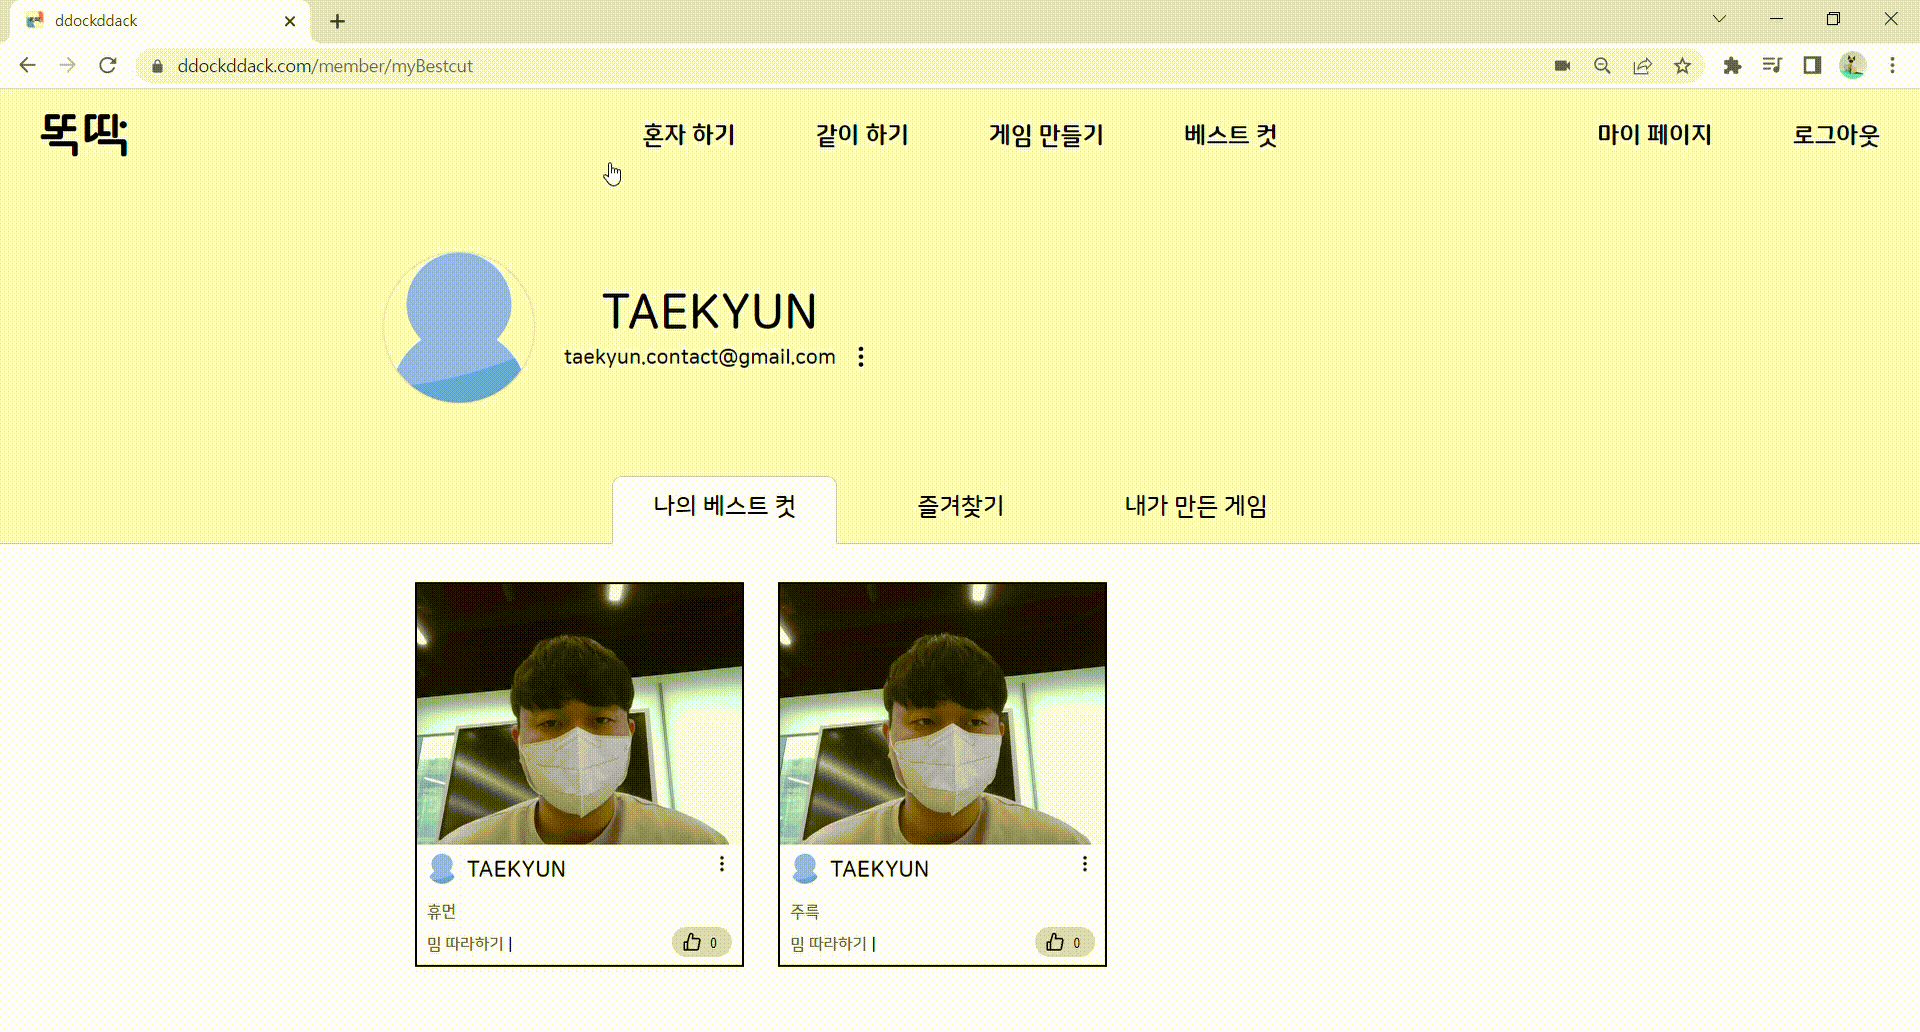 ddockddack
ddockddack.com/member/myBestcut
똑딱
혼자 하기
같이 하기
게임 만들기
베스트 컷
마이 페이지
로그아웃
TAEKYUN
taekyun.contact@gmail.com
나의 베스트 컷
즐겨찾기
내가 만든 게임
TAEKYUN
휴먼
밈 따라하기 |
0
TAEKYUN
주륵
밈 따라하기 |
0